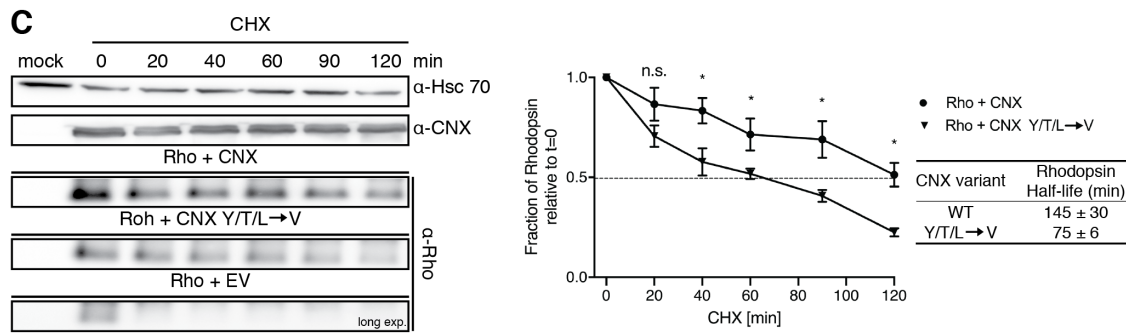 C
CHX
mock 0 20 40 60 90 120 min
α-Hsc 70
α-CNX
Rho + CNX
Roh + CNX Y/T/L→V
Rho + EV
long exp.
α-Rho
Fraction of Rhodopsin
relative to t=0
1.0
0.5
0.0
n.s. * * * *
0 20 40 60 80 100 120
CHX [min]
Rho + CNX
Rho + CNX Y/T/L→V
CNX variant Rhodopsin Half-life (min)
WT 145 ± 30
Y/T/L→V 75 ± 6